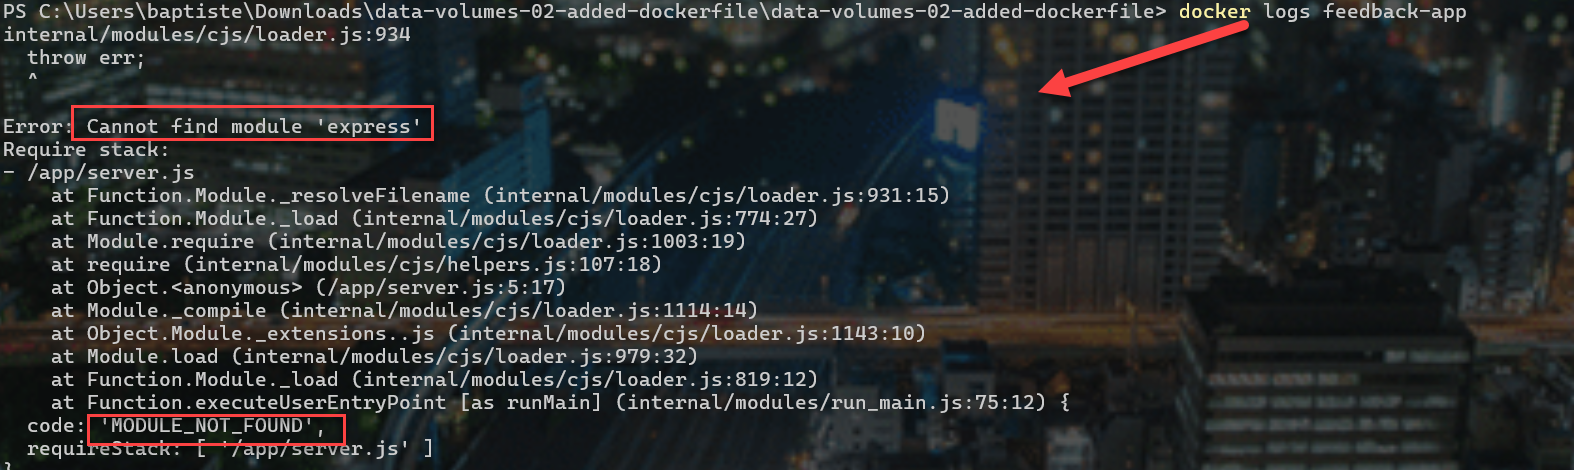 PS C:\Users\baptiste\Downloads\data-volumes-02-added-dockerfile\data-volumes-02-added-dockerfile> docker logs feedback-app
internal/modules/cjs/loader.js:934
  throw err;
  ^
Error: Cannot find module 'express'
Require stack:
- /app/server.js
    at Function.Module._resolveFilename (internal/modules/cjs/loader.js:931:15)
    at Function.Module._load (internal/modules/cjs/loader.js:774:27)
    at Module.require (internal/modules/cjs/loader.js:1003:19)
    at require (internal/modules/cjs/helpers.js:107:18)
    at Object.<anonymous> (/app/server.js:5:17)
    at Module._compile (internal/modules/cjs/loader.js:1114:14)
    at Object.Module._extensions..js (internal/modules/cjs/loader.js:1143:10)
    at Module.load (internal/modules/cjs/loader.js:979:32)
    at Function.Module._load (internal/modules/cjs/loader.js:819:12)
    at Function.executeUserEntryPoint [as runMain] (internal/modules/run_main.js:75:12) {
  code: 'MODULE_NOT_FOUND',
  requireStack: [ '/app/server.js' ]
}